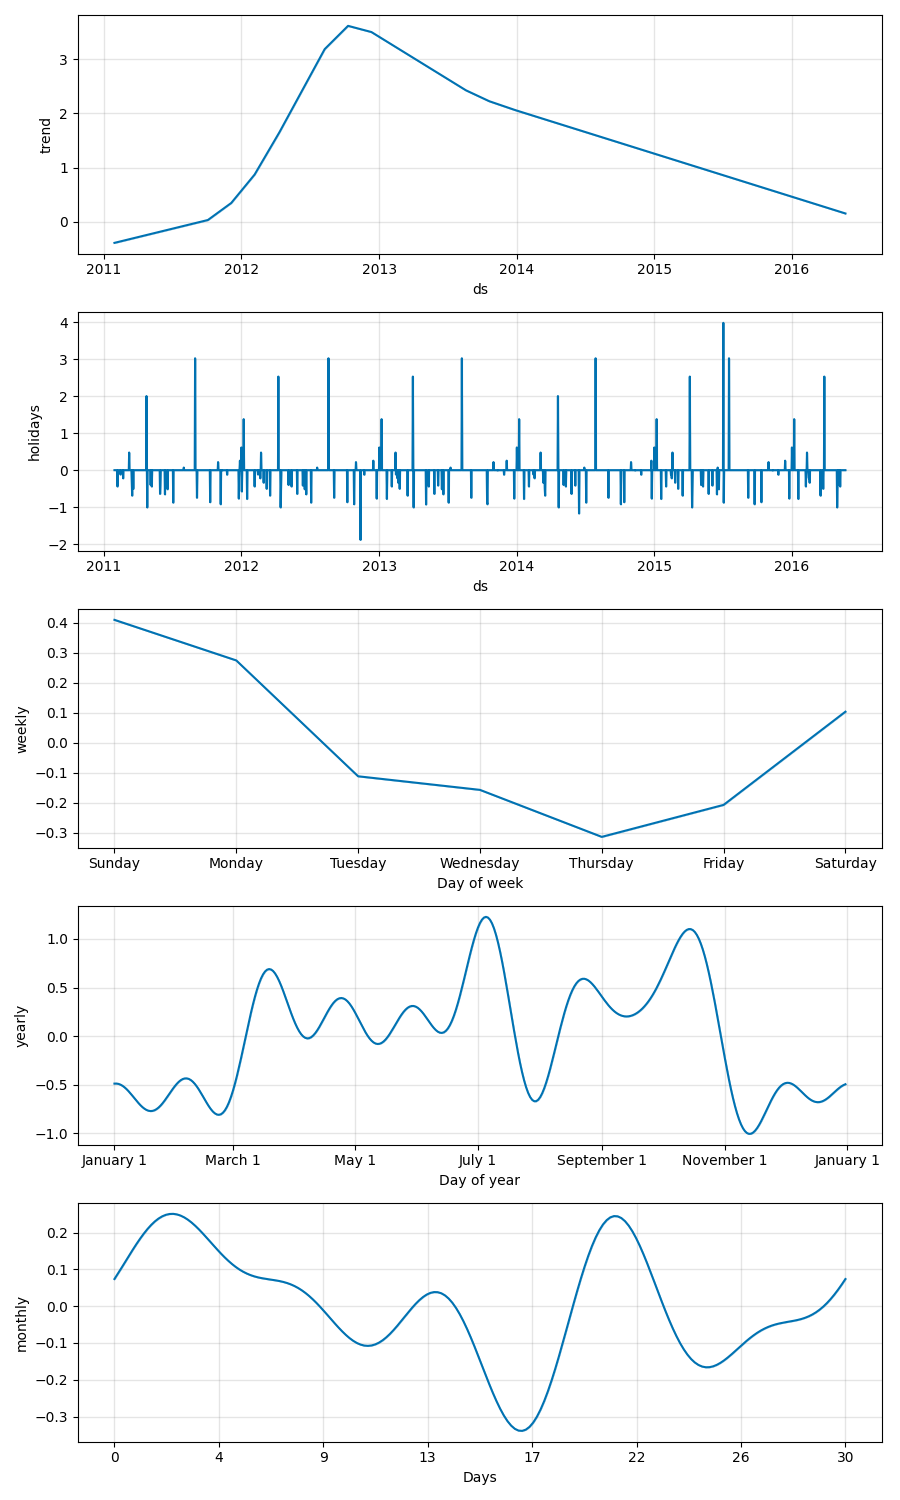 3
2
1
0
trend
2011 2012 2013 2014 2015 2016
ds
4
3
2
1
0
−1
−2
holidays
2011 2012 2013 2014 2015 2016
ds
0.4
0.3
0.2
0.1
0.0
−0.1
−0.2
−0.3
weekly
Sunday Monday Tuesday Wednesday Thursday Friday Saturday
Day of week
1.0
0.5
0.0
−0.5
−1.0
yearly
January 1 March 1 May 1 July 1 September 1 November 1 January 1
Day of year
0.2
0.1
0.0
−0.1
−0.2
−0.3
monthly
0 4 9 13 17 22 26 30
Days